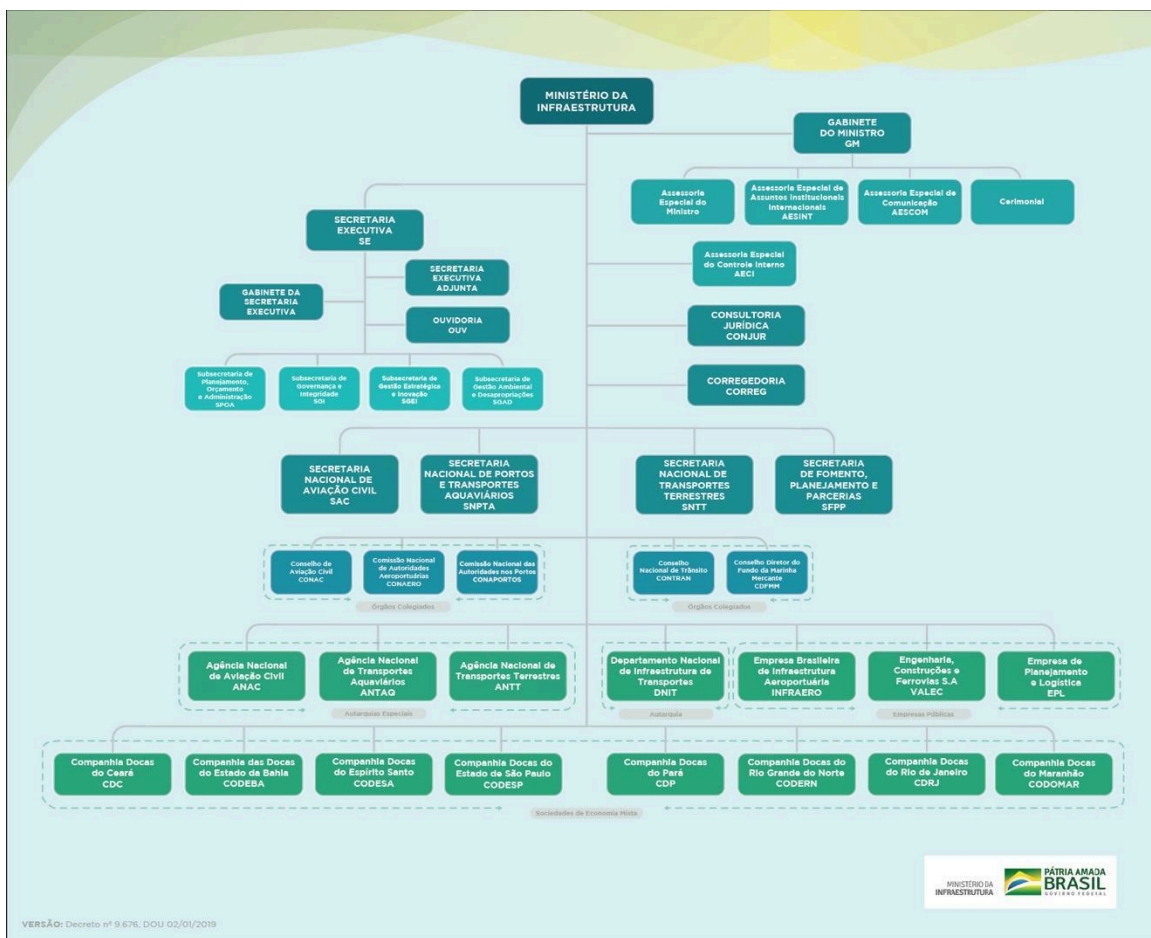 MINISTÉRIO DA
INFRAESTRUTURA
GABINETE
DO MINISTRO
GM
Assessoria
Especial do
Ministro
Assessoria Especial de
Assuntos Institucionais
Internacionais
AESINT
Assessoria Especial de
Comunicação
AESCOM
Cerimonial
SECRETARIA
EXECUTIVA
SE
Assessoria Especial
do Controle Interno
AECI
SECRETARIA
EXECUTIVA
ADJUNTA
GABINETE DA
SECRETARIA
EXECUTIVA
OUVIDORIA
OUV
CONSULTORIA
JURÍDICA
CONJUR
Subsecretaria de
Planejamento,
Orçamento
e Administração
SPOA
Subsecretaria de
Governança e
Integridade
SGI
Subsecretaria de
Gestão Estratégica
e Inovação
SGEI
Subsecretaria de
Gestão Ambiental
e Desapropriações
SGAD
CORREGEDORIA
CORREG
SECRETARIA
NACIONAL DE
AVIAÇÃO CIVIL
SAC
SECRETARIA
NACIONAL DE PORTOS
E TRANSPORTES
AQUAVIÁRIOS
SNPTA
SECRETARIA
NACIONAL DE
TRANSPORTES
TERRESTRES
SNTT
SECRETARIA
DE FOMENTO,
PLANEJAMENTO E
PARCERIAS
SFPP
Conselho de
Aviação Civil
CONAC
Comissão Nacional
de Autoridades
Aeroportuárias
CONAERO
Comissão Nacional das
Autoridades nos Portos
CONAPORTOS
Conselho
Nacional de Trânsito
CONTRAN
Conselho Diretor do
Fundo da Marinha
Mercante
CDFMM
Órgãos Colegiados
Órgãos Colegiados
Agência Nacional
de Aviação Civil
ANAC
Agência Nacional
de Transportes
Aquaviários
ANTAQ
Agência Nacional de
Transportes Terrestres
ANTT
Departamento Nacional
de Infraestrutura de
Transportes
DNIT
Empresa Brasileira
de Infraestrutura
Aeroportuária
INFRAERO
Engenharia,
Construções e
Ferrovias S.A
VALEC
Empresa de
Planejamento
e Logística
EPL
Autarquias Especiais
Autarquia
Empresas Públicas
Companhia Docas
do Ceará
CDC
Companhia das Docas
do Estado da Bahia
CODEBA
Companhia Docas
do Espírito Santo
CODESA
Companhia Docas do
Estado de São Paulo
CODESP
Companhia Docas
do Pará
CDP
Companhia Docas do
Rio Grande do Norte
CODERN
Companhia Docas
do Rio de Janeiro
CDRJ
Companhia Docas
do Maranhão
CODOMAR
Sociedades de Economia Mista
MINISTÉRIO DA
INFRAESTRUTURA
PÁTRIA AMADA
BRASIL
GOVERNO FEDERAL
VERSÃO: Decreto nº 9.676, DOU 02/01/2019